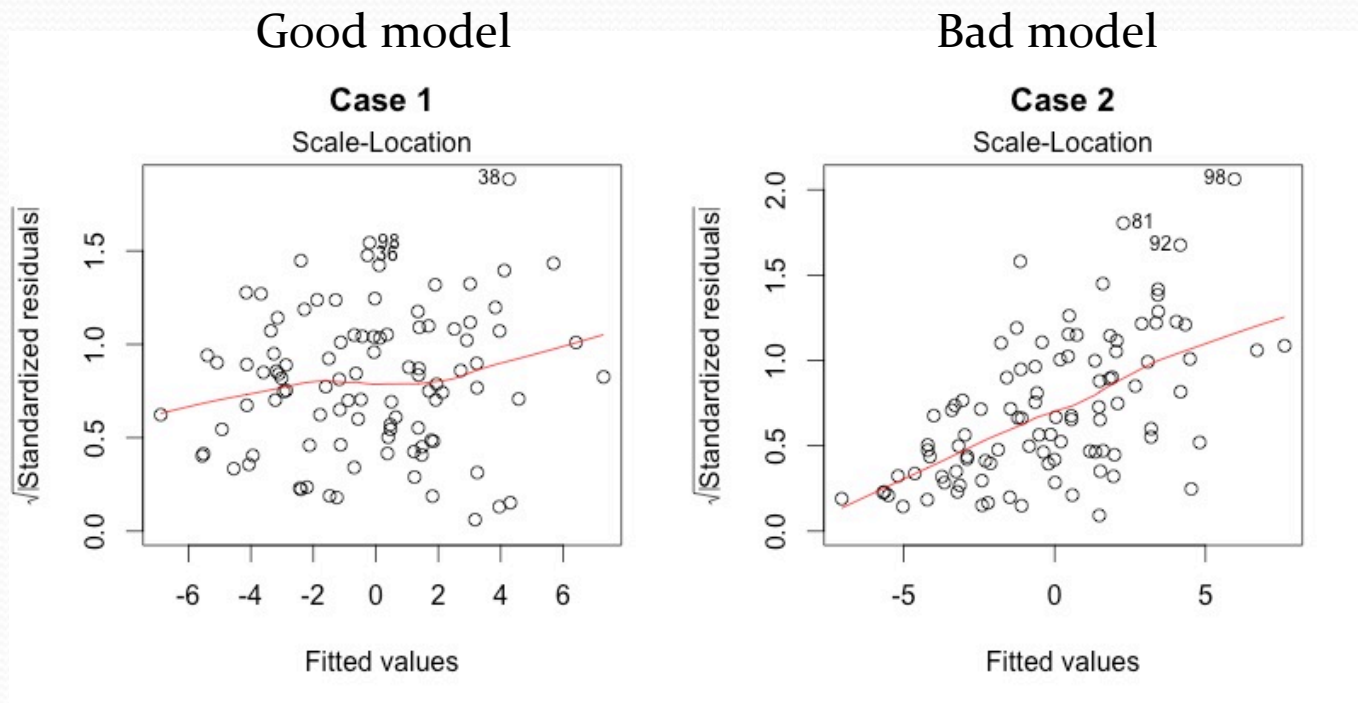 Good model
Case 1
Scale-Location
√|Standardized residuals|
0.0 0.5 1.0 1.5
38
98
36
-6 -4 -2 0 2 4 6
Fitted values
Bad model
Case 2
Scale-Location
√|Standardized residuals|
0.0 0.5 1.0 1.5 2.0
98
81
92
-5 0 5
Fitted values